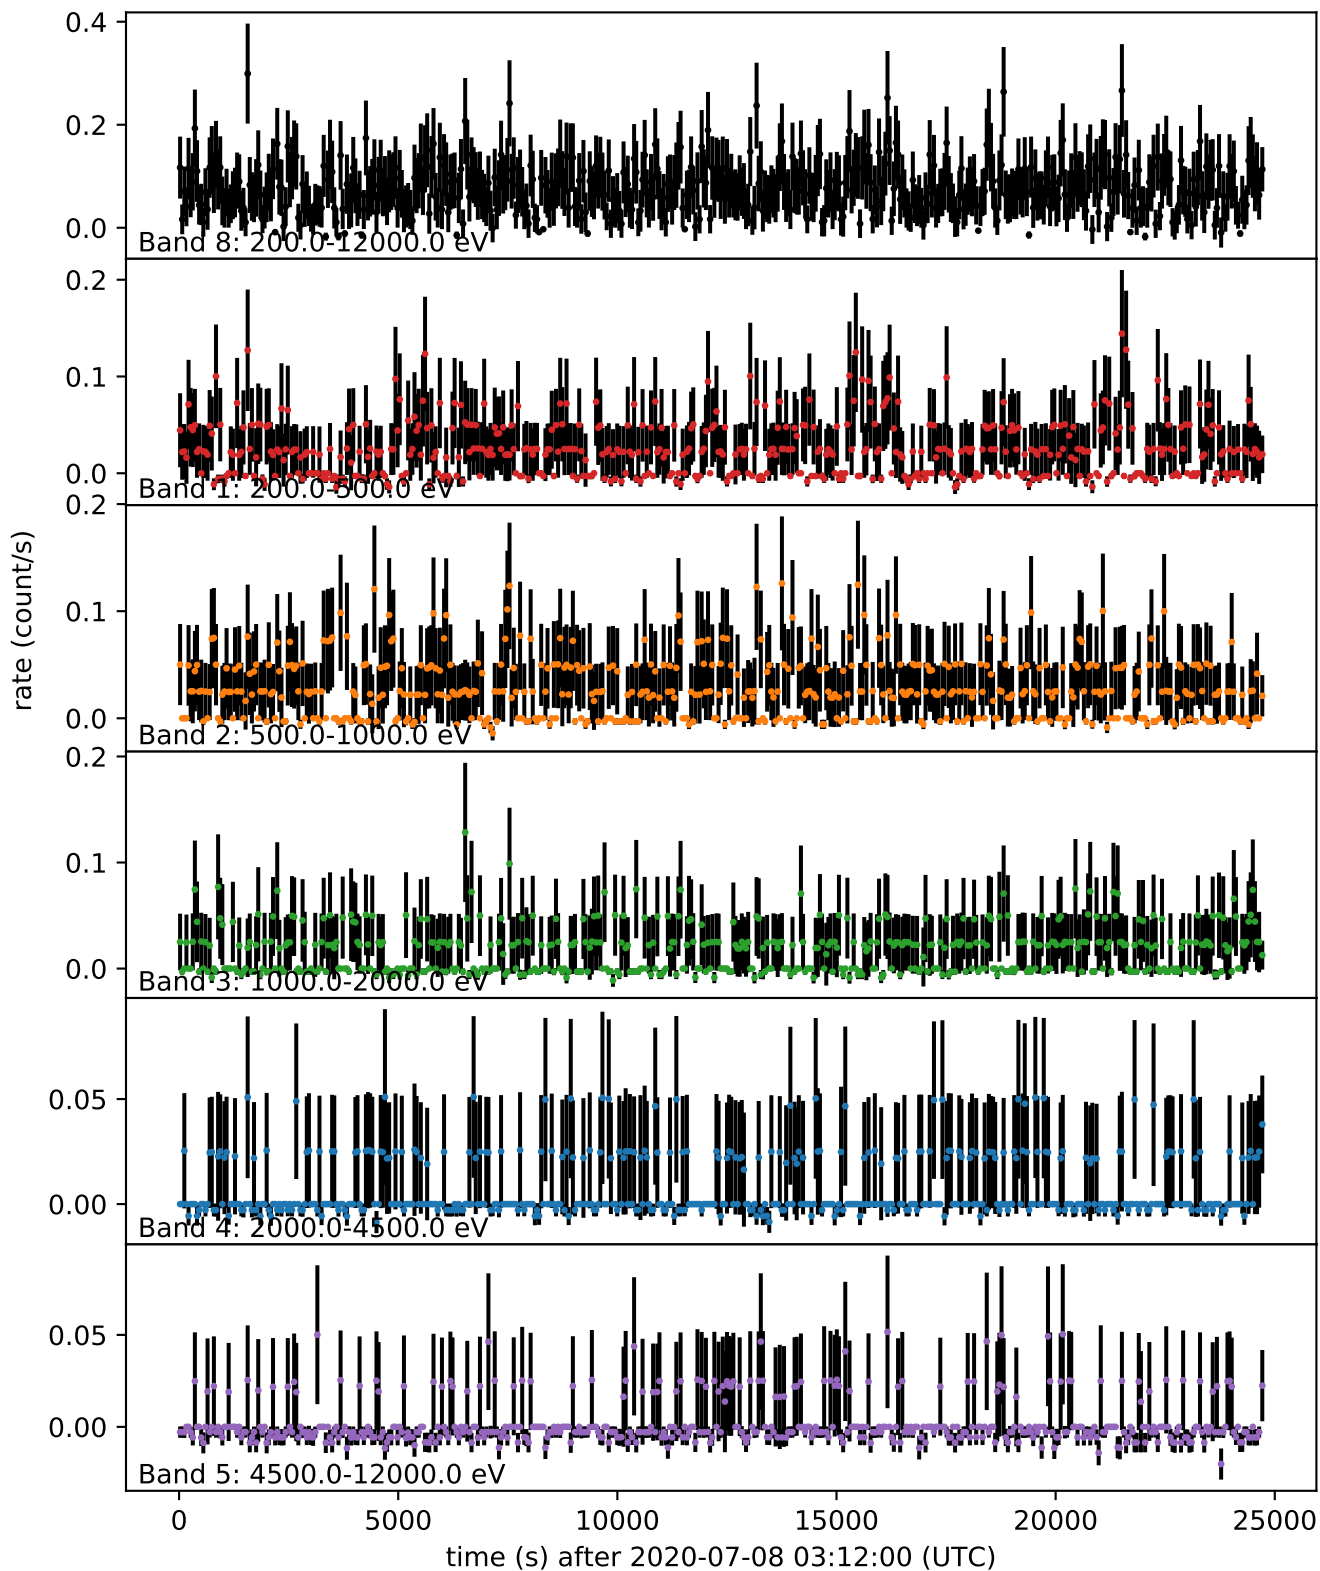 0.4
0.2
0.0
Band 8: 200.0-12000.0 eV
0.2
0.1
0.0
Band 1: 200.0-500.0 eV
0.2
0.1
0.0
Band 2: 500.0-1000.0 eV
rate (count/s)
0.2
0.1
0.0
Band 3: 1000.0-2000.0 eV
0.05
0.00
Band 4: 2000.0-4500.0 eV
0.05
0.00
Band 5: 4500.0-12000.0 eV
0 5000 10000 15000 20000 25000
time (s) after 2020-07-08 03:12:00 (UTC)